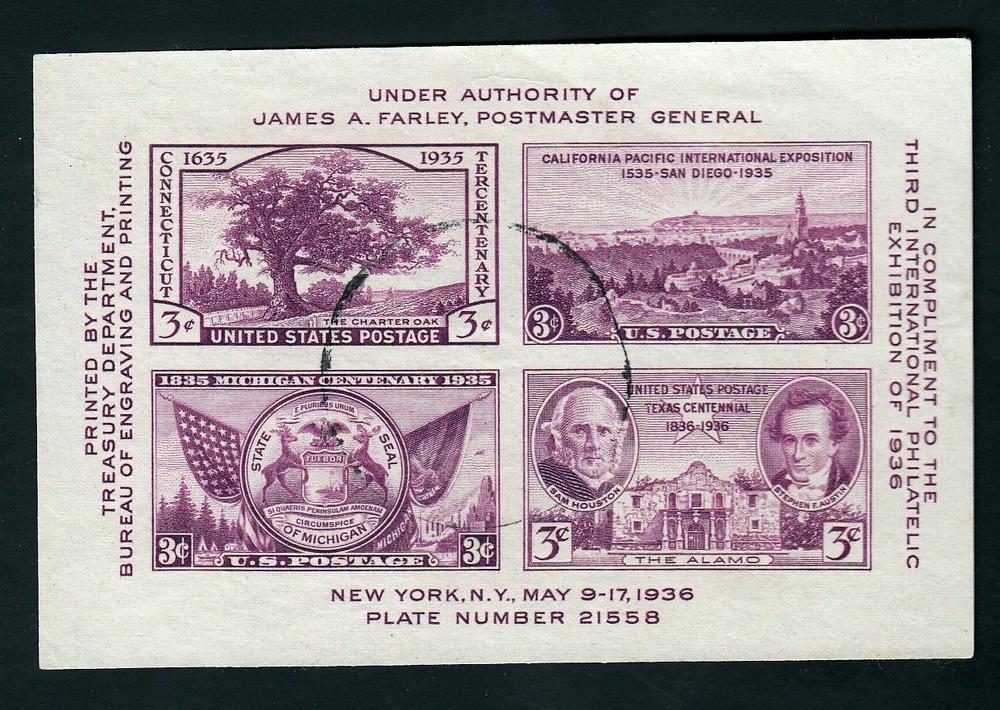 UNDER AUTHORITY OF
JAMES A. FARLEY, POSTMASTER GENERAL
PRINTED BY THE
TREASURY DEPARTMENT,
BUREAU OF ENGRAVING AND PRINTING
CONNECTICUT
1635
1935
TERCENTENARY
THE CHARTER OAK
3¢
3¢
UNITED STATES POSTAGE
CALIFORNIA PACIFIC INTERNATIONAL EXPOSITION
1535-SAN DIEGO-1935
3¢
U.S. POSTAGE
3¢
1835 MICHIGAN CENTENARY 1935
E PLURIBUS UNUM
STATE SEAL
TUEBOR
SI QUAERIS PENINSULAM AMOENAM
CIRCUMSPICE
OF MICHIGAN
MICHIGAN
3¢
U.S. POSTAGE
3¢
UNITED STATES POSTAGE
TEXAS CENTENNIAL
1836-1936
SAM HOUSTON
STEPHEN F. AUSTIN
3¢
THE ALAMO
3¢
IN COMPLIMENT TO THE
THIRD INTERNATIONAL PHILATELIC
EXHIBITION OF 1936
NEW YORK, N.Y., MAY 9-17, 1936
PLATE NUMBER 21558